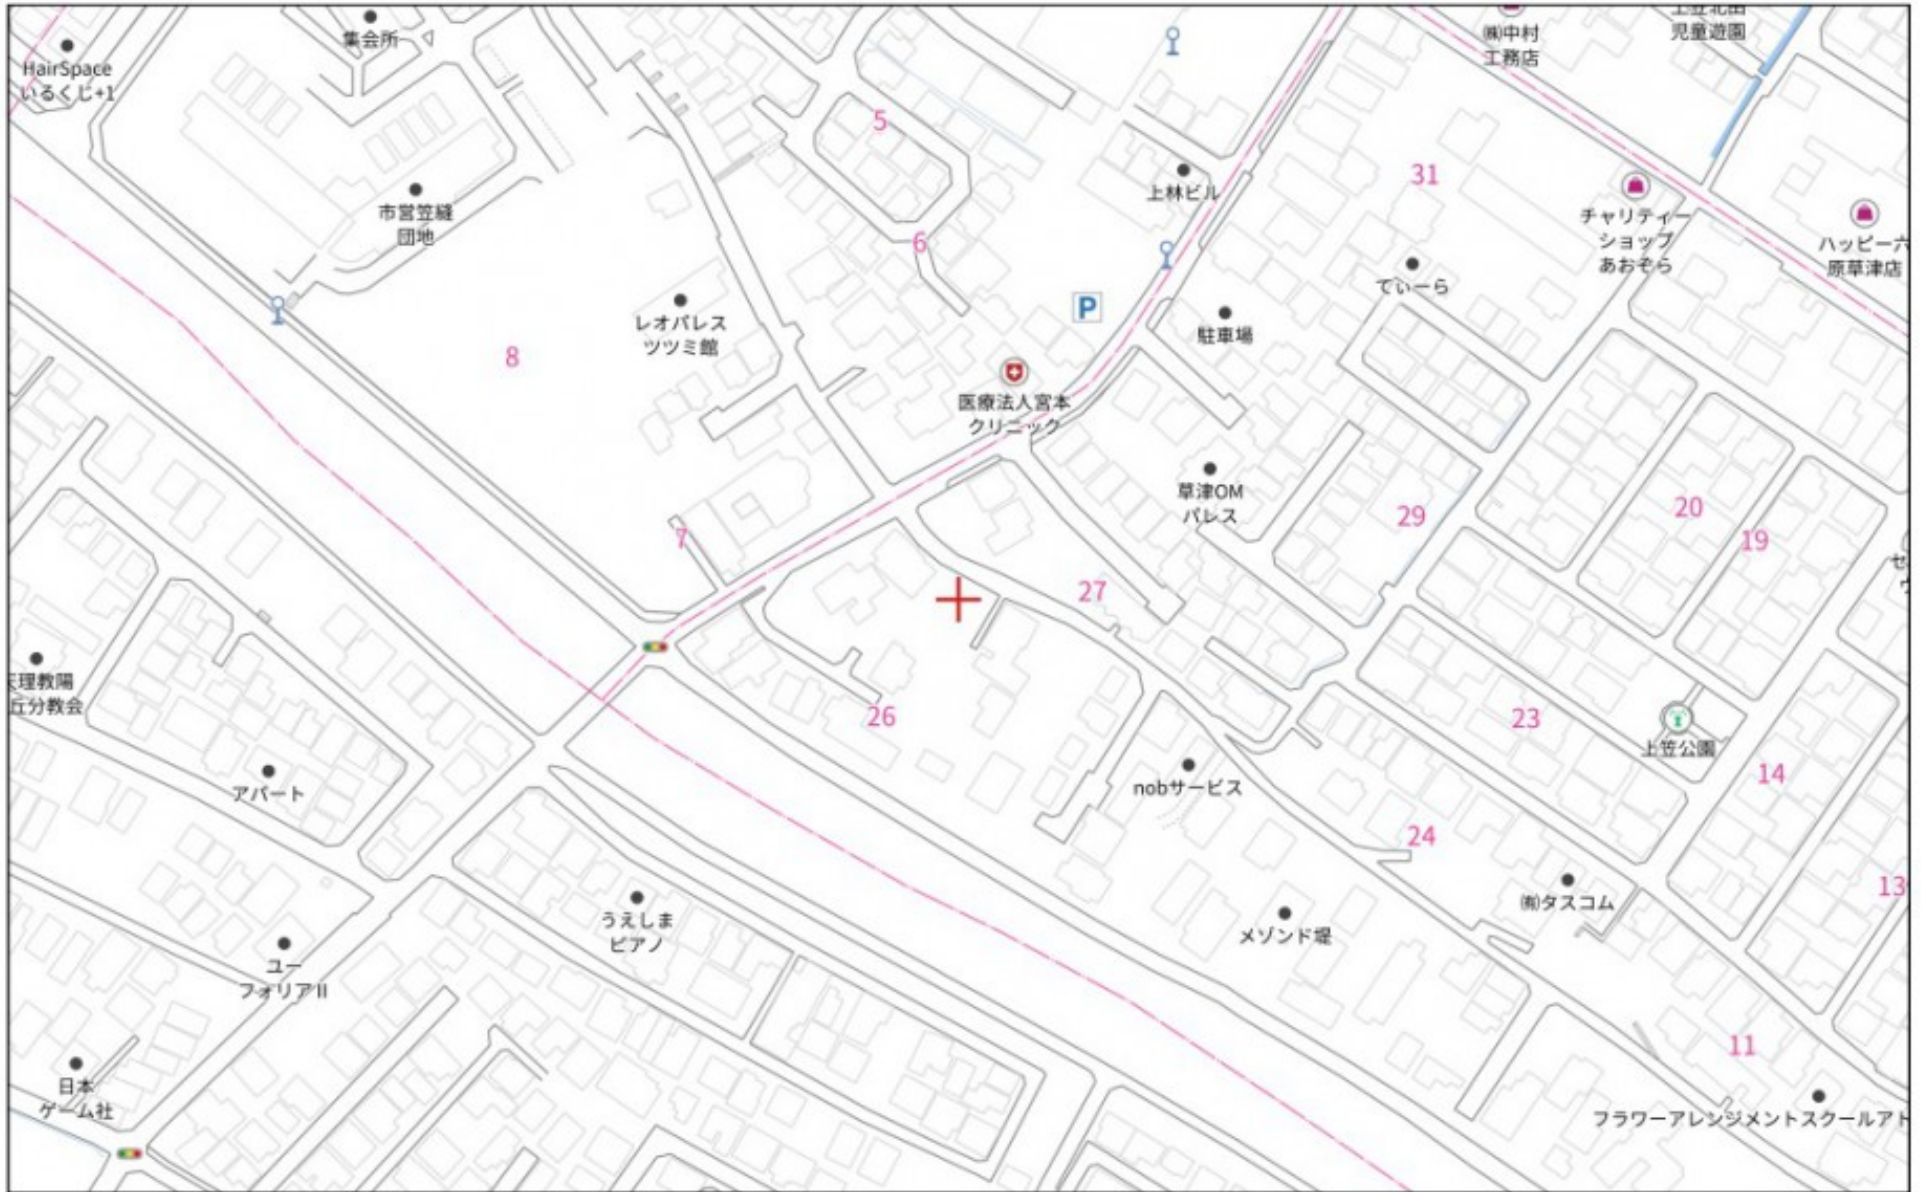 集会所
HairSpace
いるくじ+1
㈱中村
工務店
児童遊園
5
上林ビル
31
市営笠縫
団地
チャリティー
ショップ
あおぞら
ハッピー六
原草津店
6
てぃーら
レオパレス
ツツミ館
P
駐車場
8
医療法人宮本
クリニック
草津OM
パレス
29
20
19
7
27
理教陽
丘分教会
26
23
上笠公園
14
アパート
nobサービス
24
13
㈲タスコム
うえしま
ピアノ
メゾンド堤
ユー
フォリアⅡ
11
日本
ゲーム社
フラワーアレンジメントスクールアト